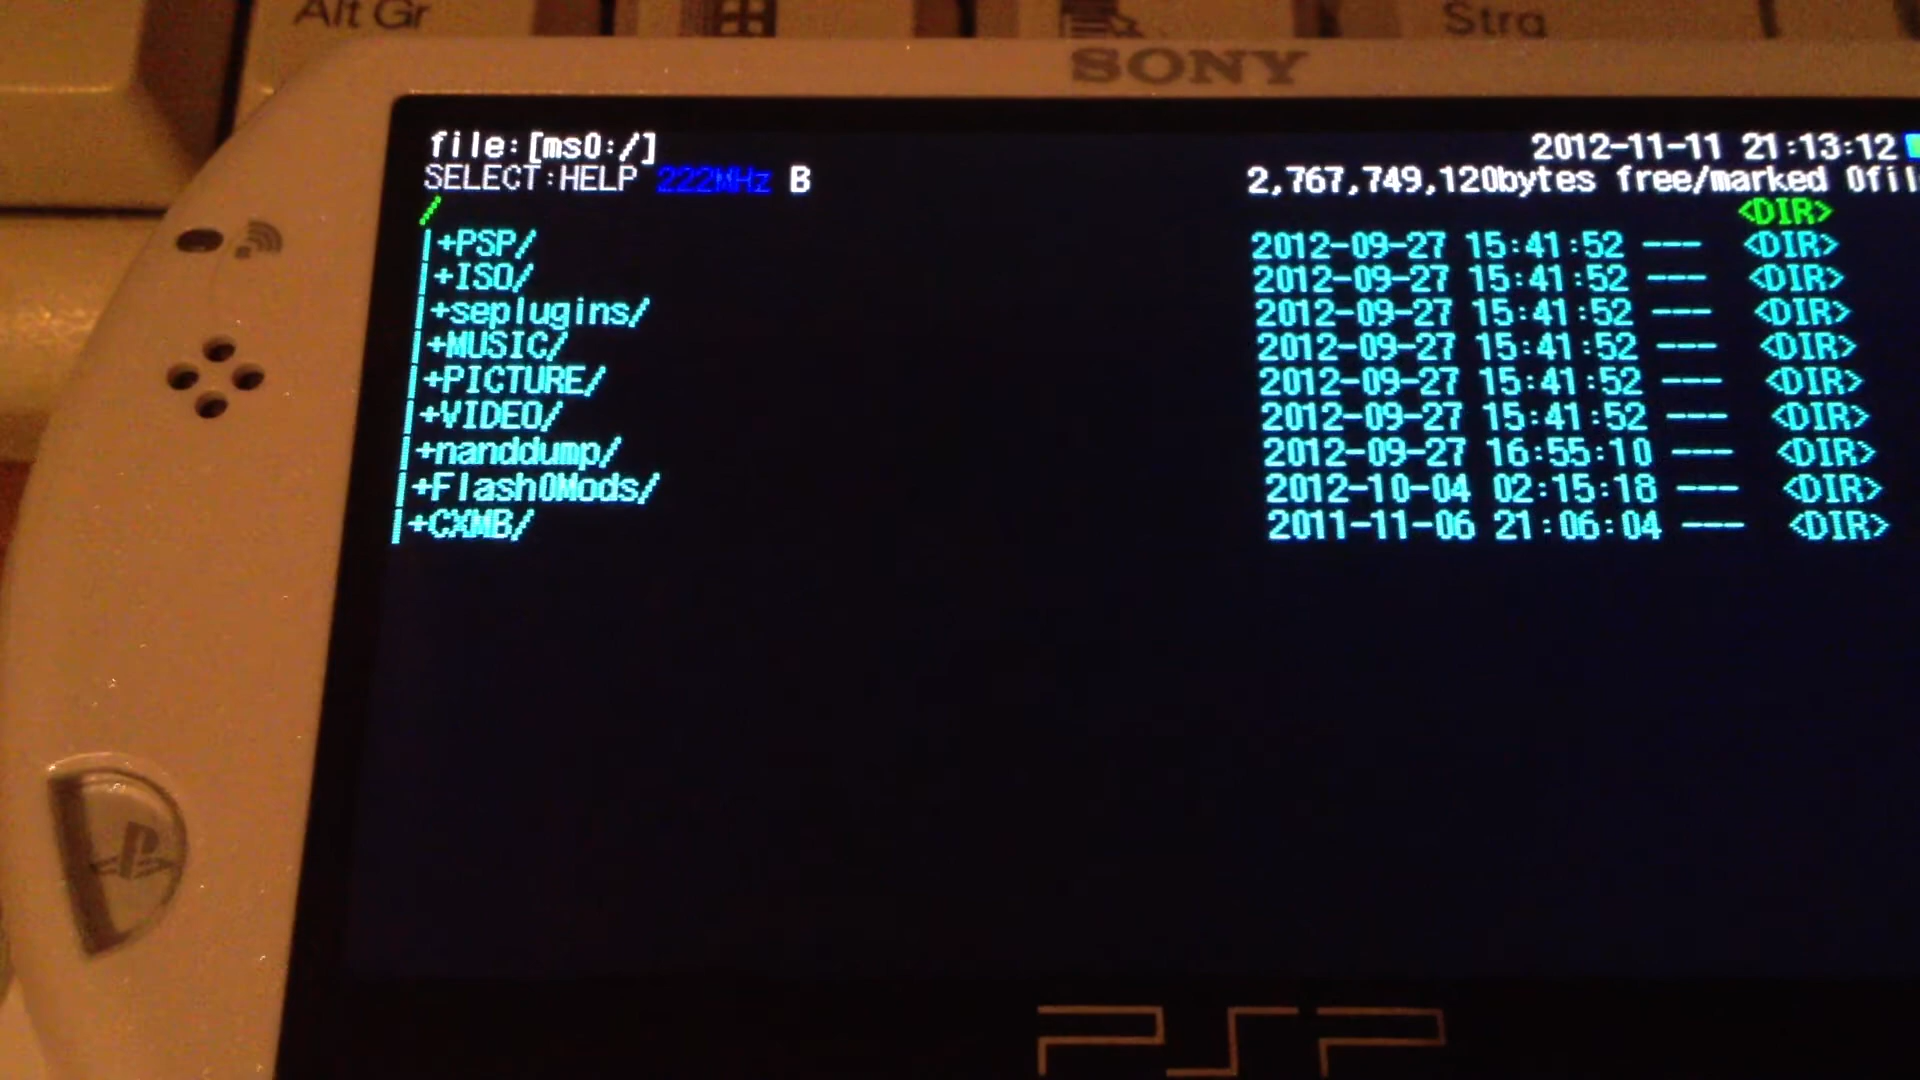 Alt Gr
Strg
SONY
file:[ms0:/] 2012-11-11 21:13:12
SELECT:HELP 222MHz B 2,767,749,120bytes free/marked 0fil
/ <DIR>
|+PSP/ 2012-09-27 15:41:52 --- <DIR>
|+ISO/ 2012-09-27 15:41:52 --- <DIR>
|+seplugins/ 2012-09-27 15:41:52 --- <DIR>
|+MUSIC/ 2012-09-27 15:41:52 --- <DIR>
|+PICTURE/ 2012-09-27 15:41:52 --- <DIR>
|+VIDEO/ 2012-09-27 15:41:52 --- <DIR>
|+nanddump/ 2012-09-27 16:55:10 --- <DIR>
|+Flash0Mods/ 2012-10-04 02:15:18 --- <DIR>
|+CXMB/ 2011-11-06 21:06:04 --- <DIR>
PSP